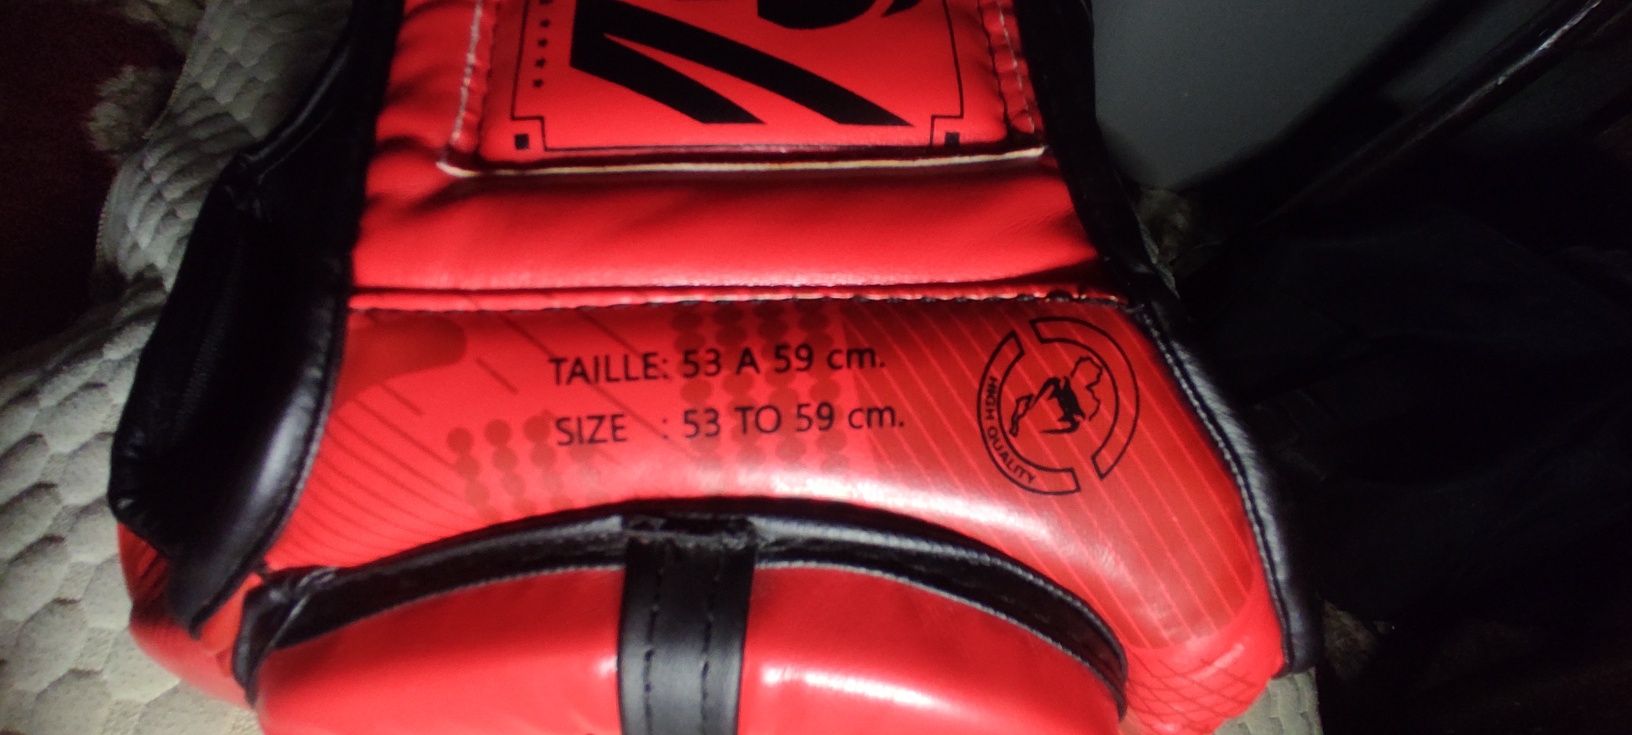 TAILLE: 53 A 59 cm.
SIZE : 53 TO 59 cm.
HIGH QUALITY